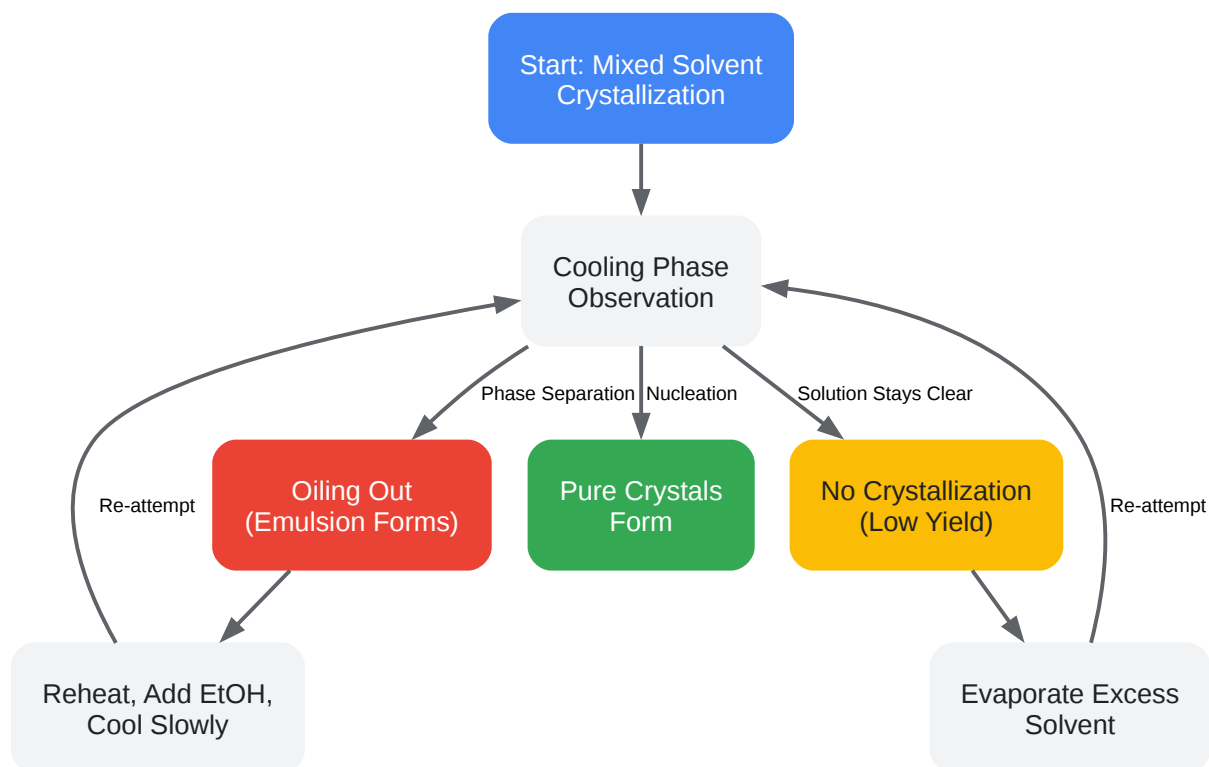 Start: Mixed Solvent
Crystallization
Cooling Phase
Observation
Phase Separation
Nucleation
Solution Stays Clear
Oiling Out
(Emulsion Forms)
Pure Crystals
Form
No Crystallization
(Low Yield)
Re-attempt
Re-attempt
Reheat, Add EtOH,
Cool Slowly
Evaporate Excess
Solvent